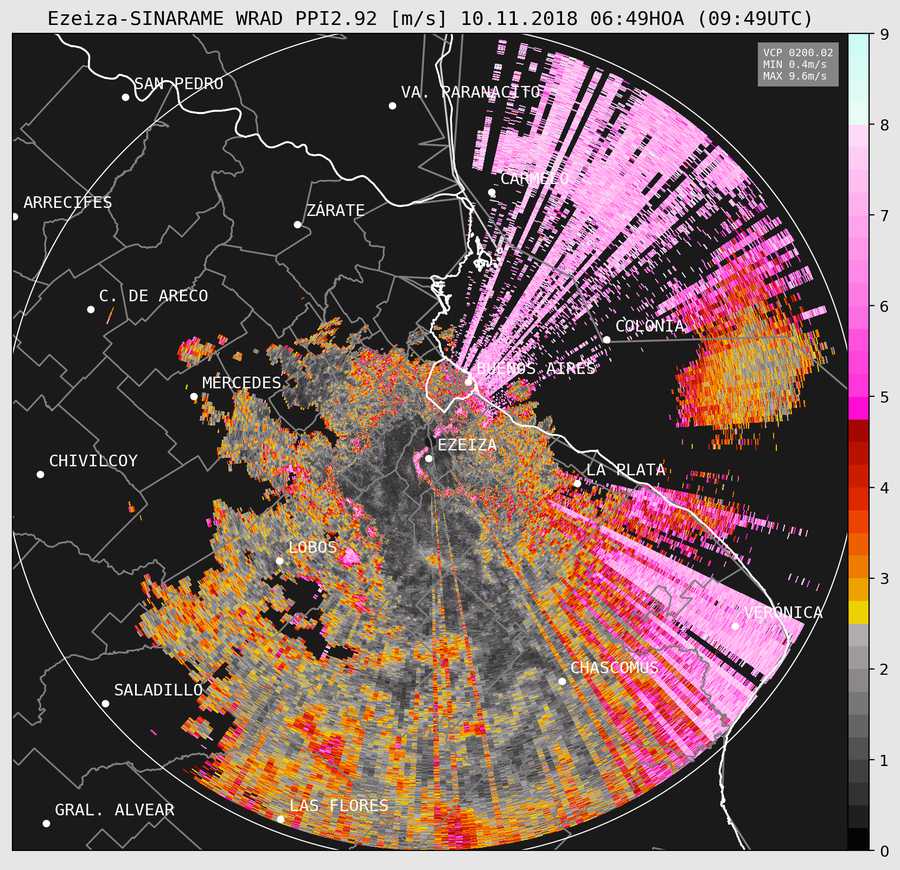 Ezeiza-SINARAME WRAD PPI2.92 [m/s] 10.11.2018 06:49HOA (09:49UTC)
VCP 0200.02
MIN 0.4m/s
MAX 9.6m/s
9
8
7
6
5
4
3
2
1
0
SAN PEDRO
VA. PARANACITO
CARMELO
ARRECIFES
ZÁRATE
C. DE ARECO
COLONIA
BUENOS AIRES
MERCEDES
EZEIZA
CHIVILCOY
LA PLATA
LOBOS
VERÓNICA
CHASCOMUS
SALADILLO
LAS FLORES
GRAL. ALVEAR